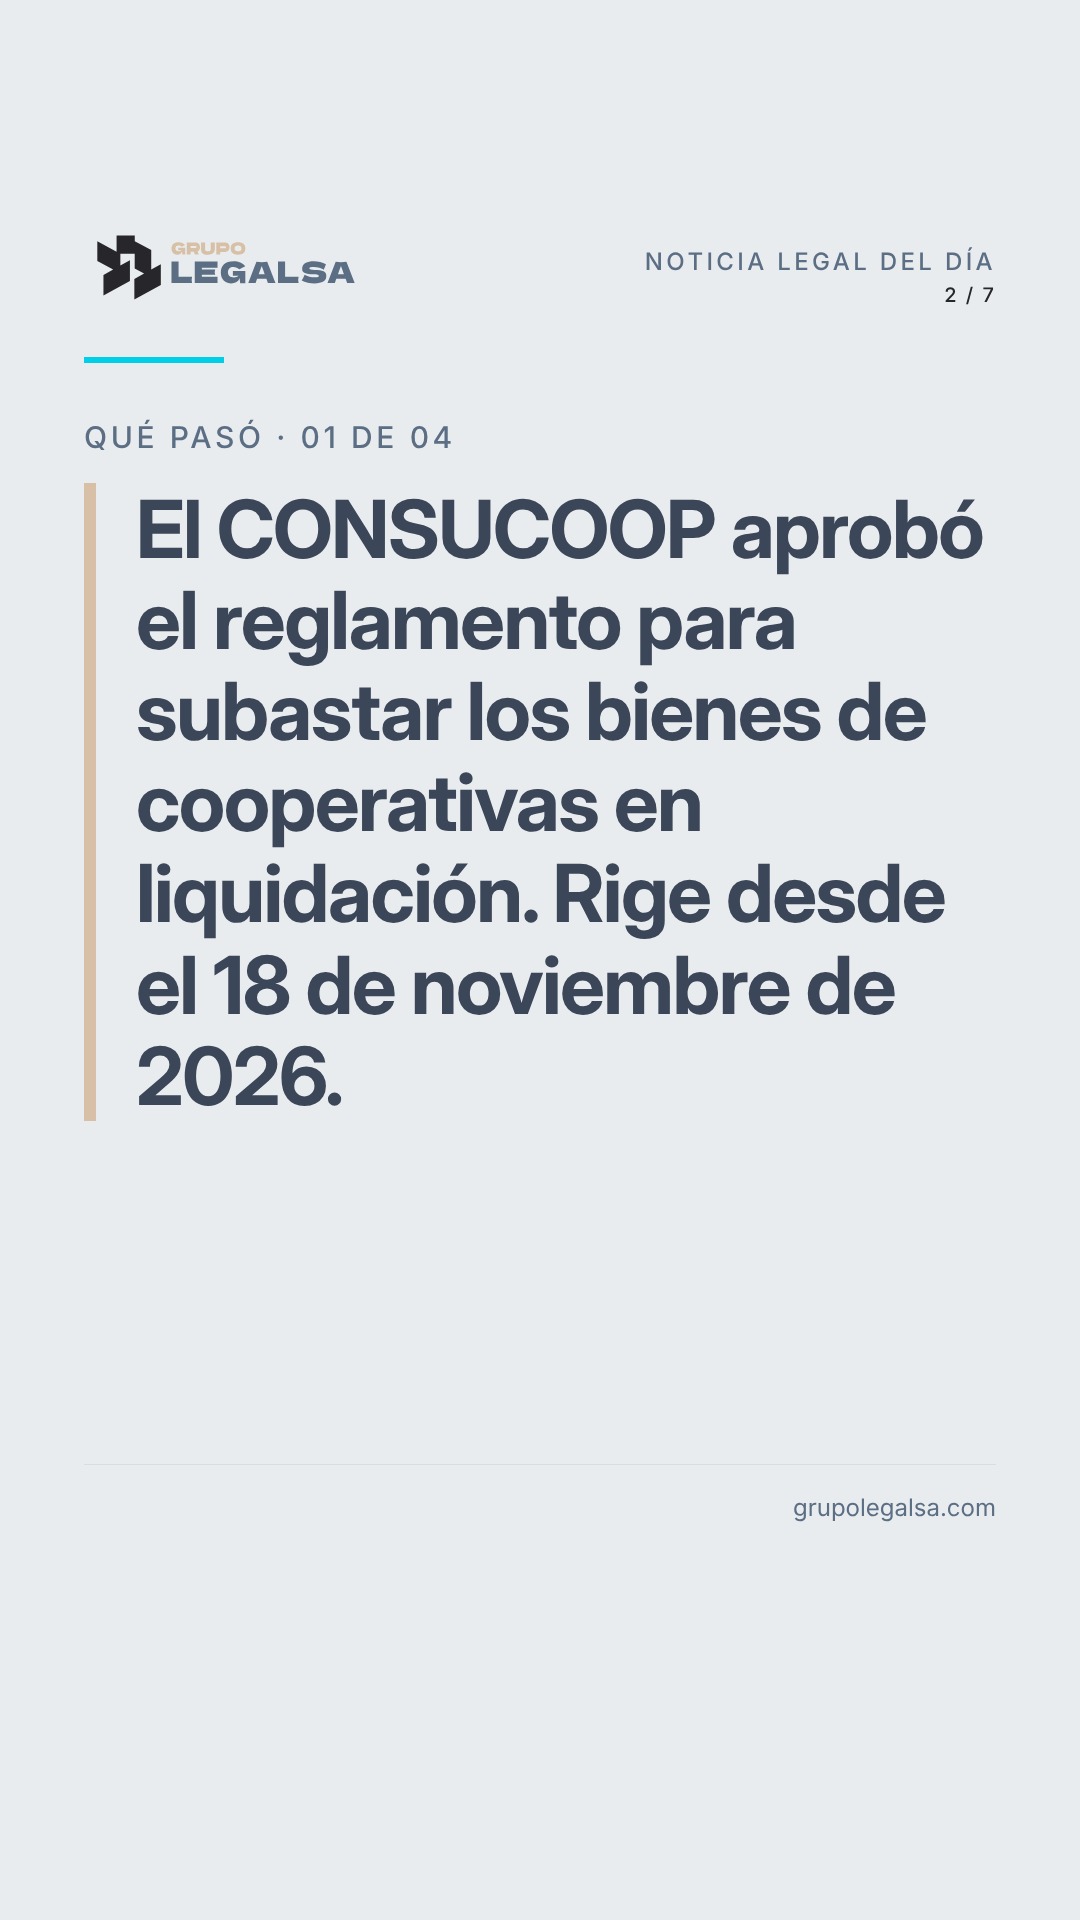 GRUPO
LEGALSA
NOTICIA LEGAL DEL DÍA
2 / 7
QUÉ PASÓ · 01 DE 04
El CONSUCOOP aprobó
el reglamento para
subastar los bienes de
cooperativas en
liquidación. Rige desde
el 18 de noviembre de
2026.
grupolegalsa.com